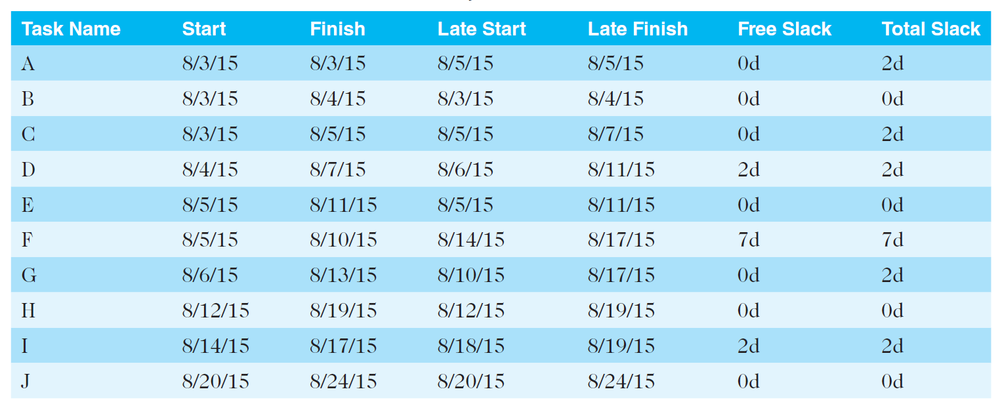 Task Name Start Finish Late Start Late Finish Free Slack Total Slack
A 8/3/15 8/3/15 8/5/15 8/5/15 0d 2d
B 8/3/15 8/4/15 8/3/15 8/4/15 0d 0d
C 8/3/15 8/5/15 8/5/15 8/7/15 0d 2d
D 8/4/15 8/7/15 8/6/15 8/11/15 2d 2d
E 8/5/15 8/11/15 8/5/15 8/11/15 0d 0d
F 8/5/15 8/10/15 8/14/15 8/17/15 7d 7d
G 8/6/15 8/13/15 8/10/15 8/17/15 0d 2d
H 8/12/15 8/19/15 8/12/15 8/19/15 0d 0d
I 8/14/15 8/17/15 8/18/15 8/19/15 2d 2d
J 8/20/15 8/24/15 8/20/15 8/24/15 0d 0d